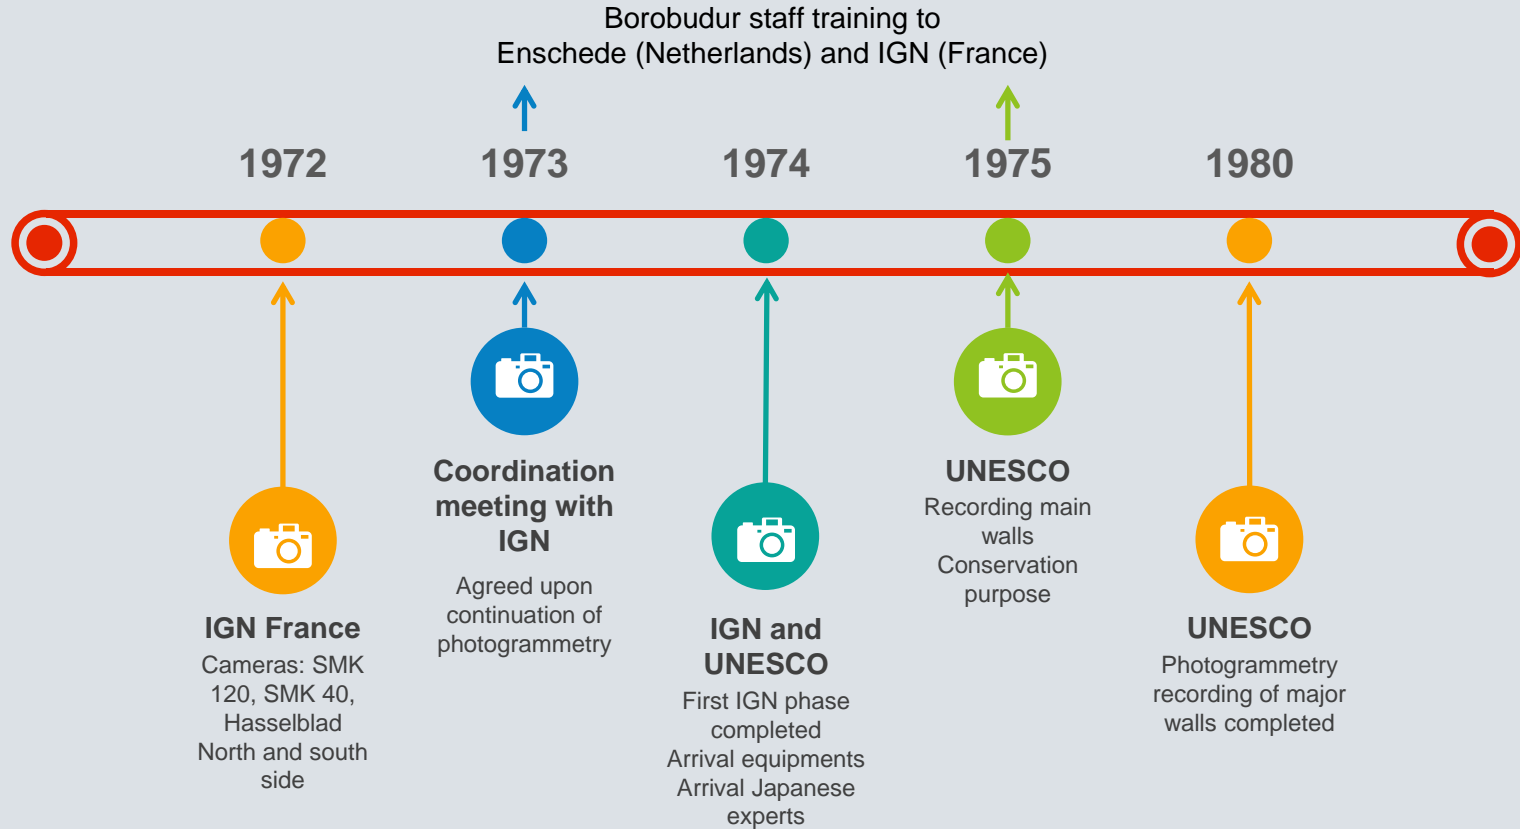 Borobudur staff training to
Enschede (Netherlands) and IGN (France)
1972
1973
1974
1975
1980
IGN France
Cameras: SMK
120, SMK 40,
Hasselblad
North and south
side
Coordination
meeting with
IGN
Agreed upon
continuation of
photogrammetry
IGN and
UNESCO
First IGN phase
completed
Arrival equipments
Arrival Japanese
experts
UNESCO
Recording main
walls
Conservation
purpose
UNESCO
Photogrammetry
recording of major
walls completed